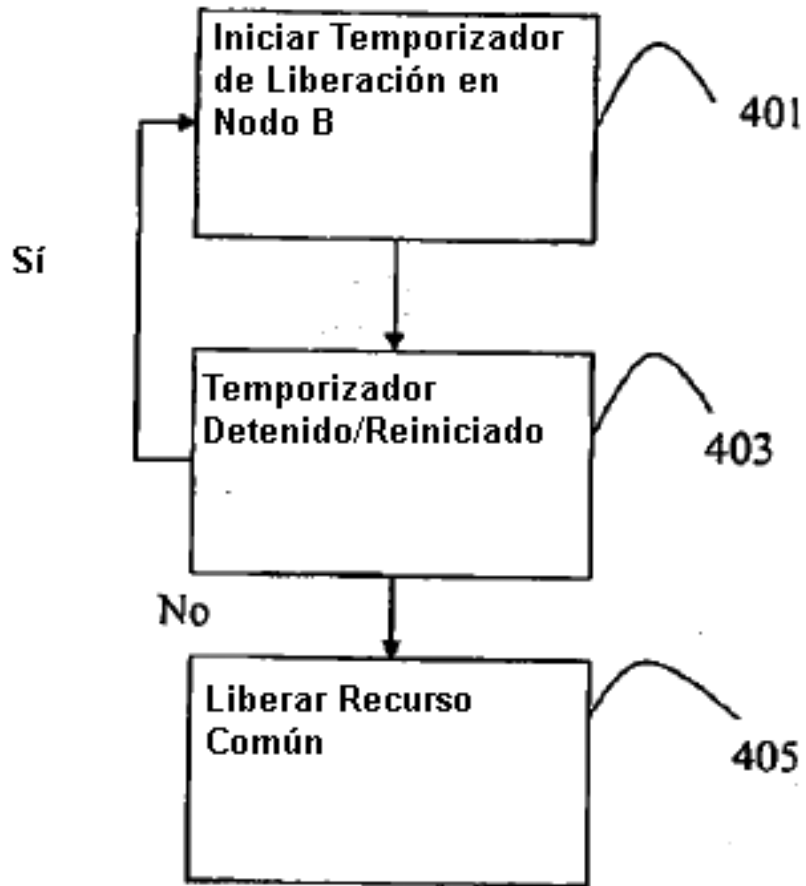 Iniciar Temporizador
de Liberación en
Nodo B
401
Sí
Temporizador
Detenido/Reiniciado
403
No
Liberar Recurso
Común
405